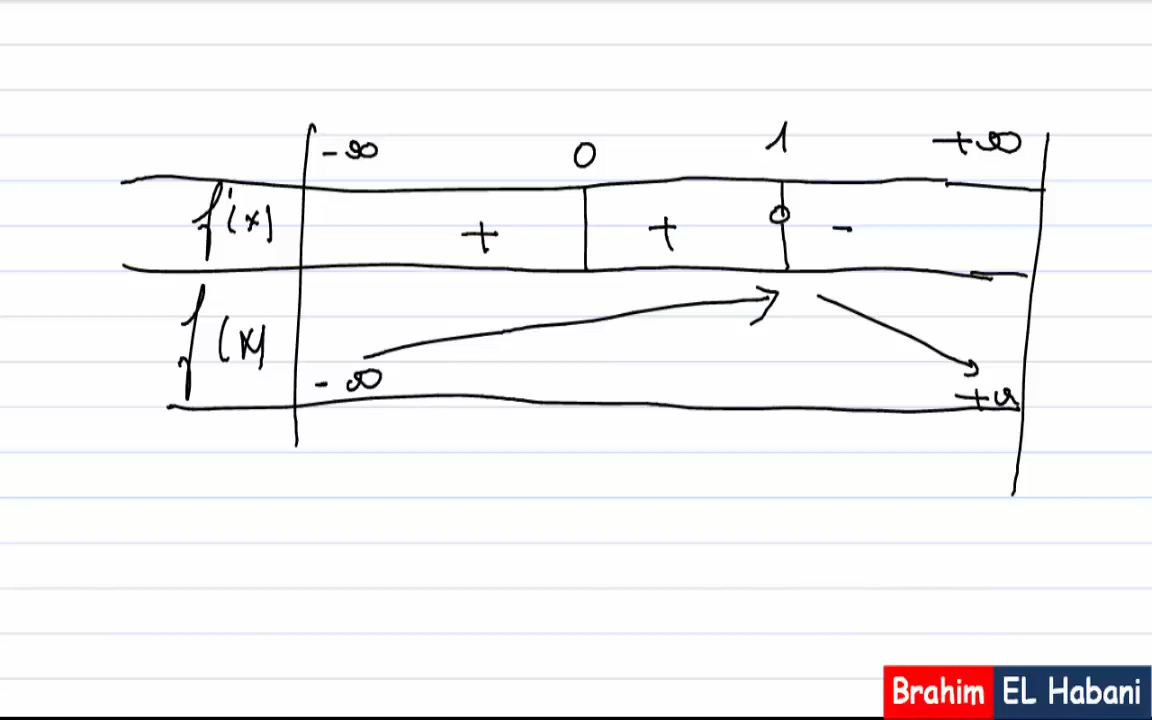 -∞ 0 1 +∞
f'(x) + + 0 -
f(x)
-∞ +∞
Brahim EL Habani